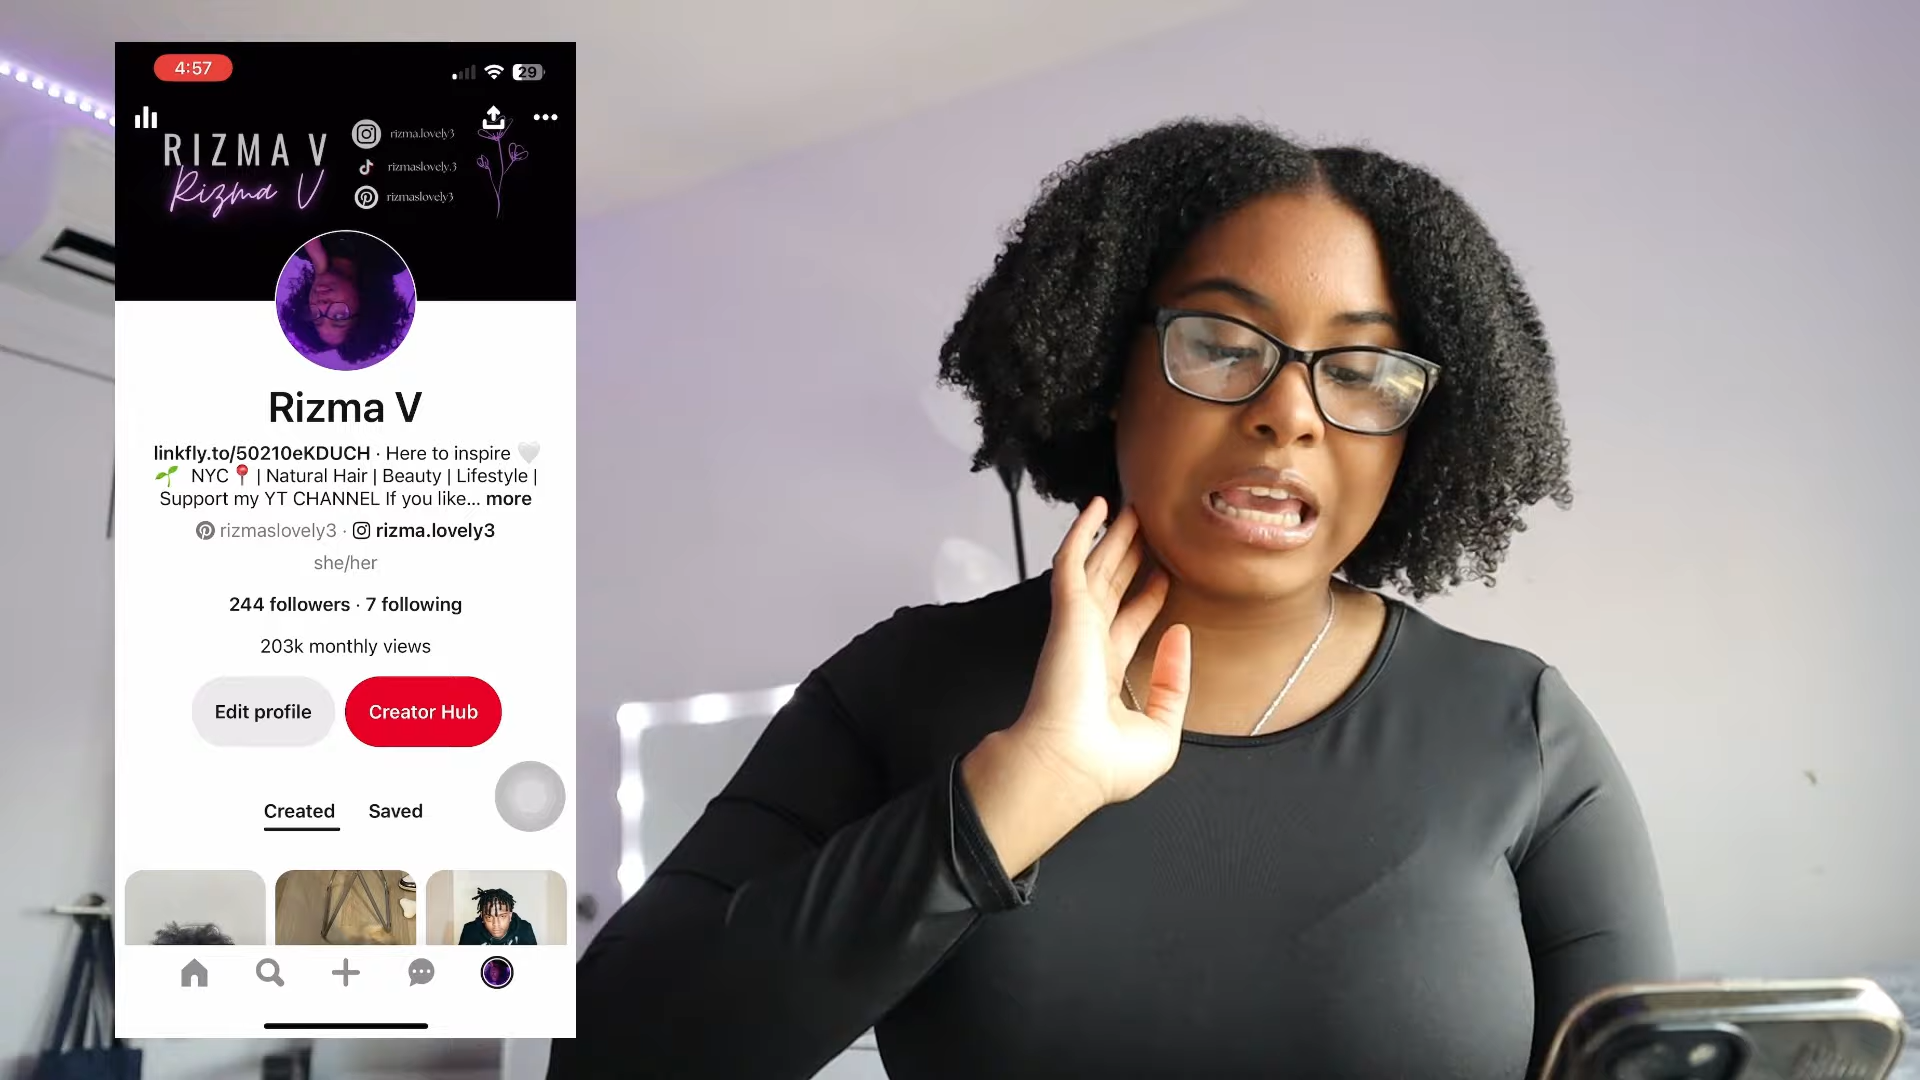 4:57
29
RIZMA V
Rizma V
rizma.lovely3
rizmaslovely.3
rizmaslovely3
Rizma V
linkfly.to/50210eKDUCH · Here to inspire 🤍
🌱 NYC📍| Natural Hair | Beauty | Lifestyle |
Support my YT CHANNEL If you like... more
rizmaslovely3 · rizma.lovely3
she/her
244 followers · 7 following
203k monthly views
Edit profile
Creator Hub
Created
Saved